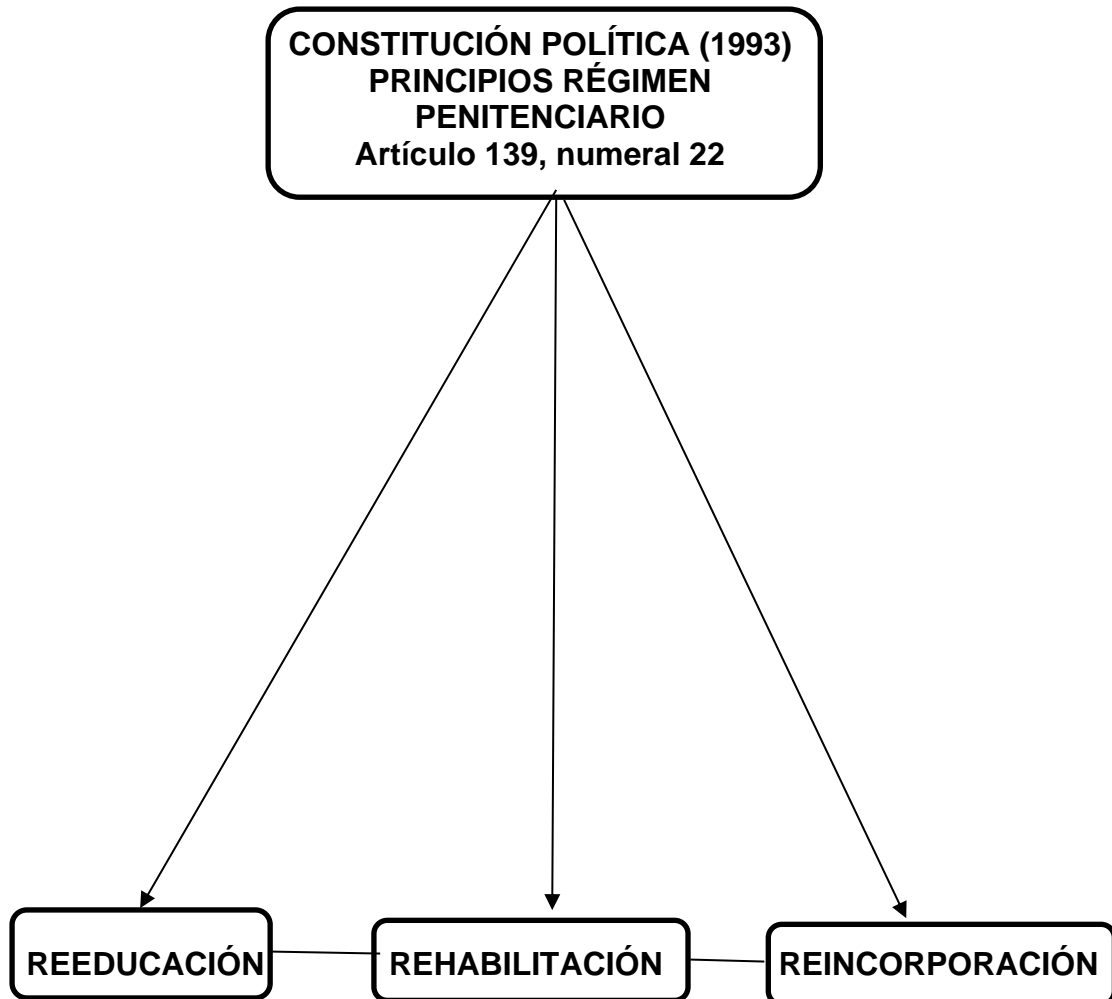 CONSTITUCIÓN POLÍTICA (1993)
PRINCIPIOS RÉGIMEN
PENITENCIARIO
Artículo 139, numeral 22
REEDUCACIÓN
REHABILITACIÓN
REINCORPORACIÓN